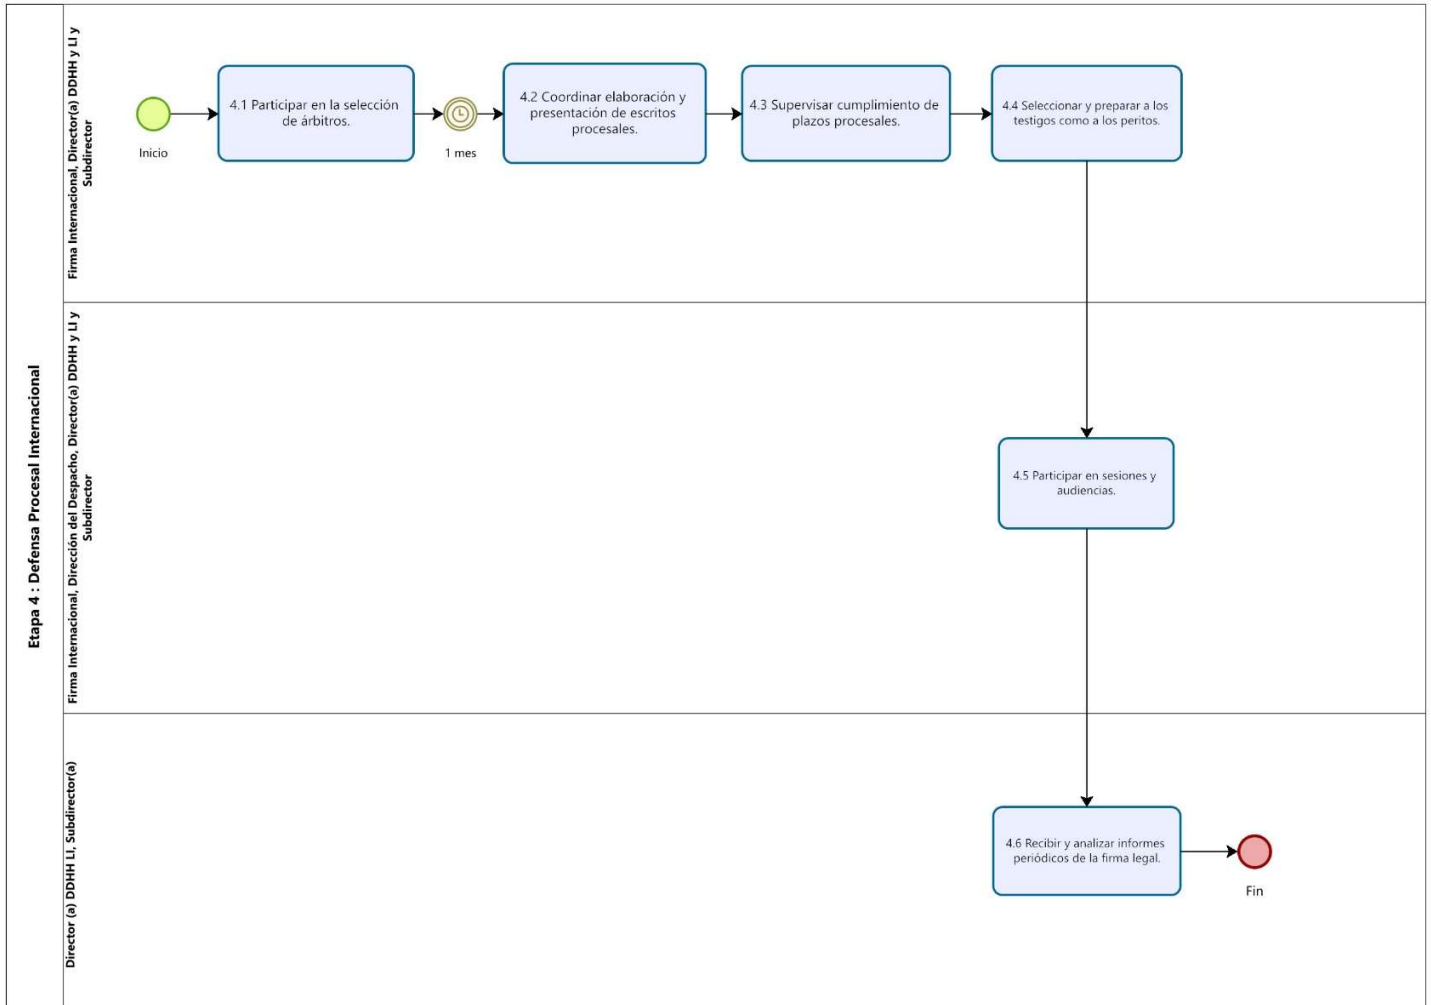 Etapa 4 : Defensa Procesal Internacional
Firma Internacional, Director(a) DDHH y LI y
Subdirector
Inicio
4.1 Participar en la selección
de árbitros.
1 mes
4.2 Coordinar elaboración y
presentación de escritos
procesales.
4.3 Supervisar cumplimiento de
plazos procesales.
4.4 Seleccionar y preparar a los
testigos como a los peritos.
Firma Internacional, Dirección del Despacho, Director(a) DDHH y LI y
Subdirector
4.5 Participar en sesiones y
audiencias.
Director (a) DDHH LI, Subdirector(a)
4.6 Recibir y analizar informes
periódicos de la firma legal.
Fin